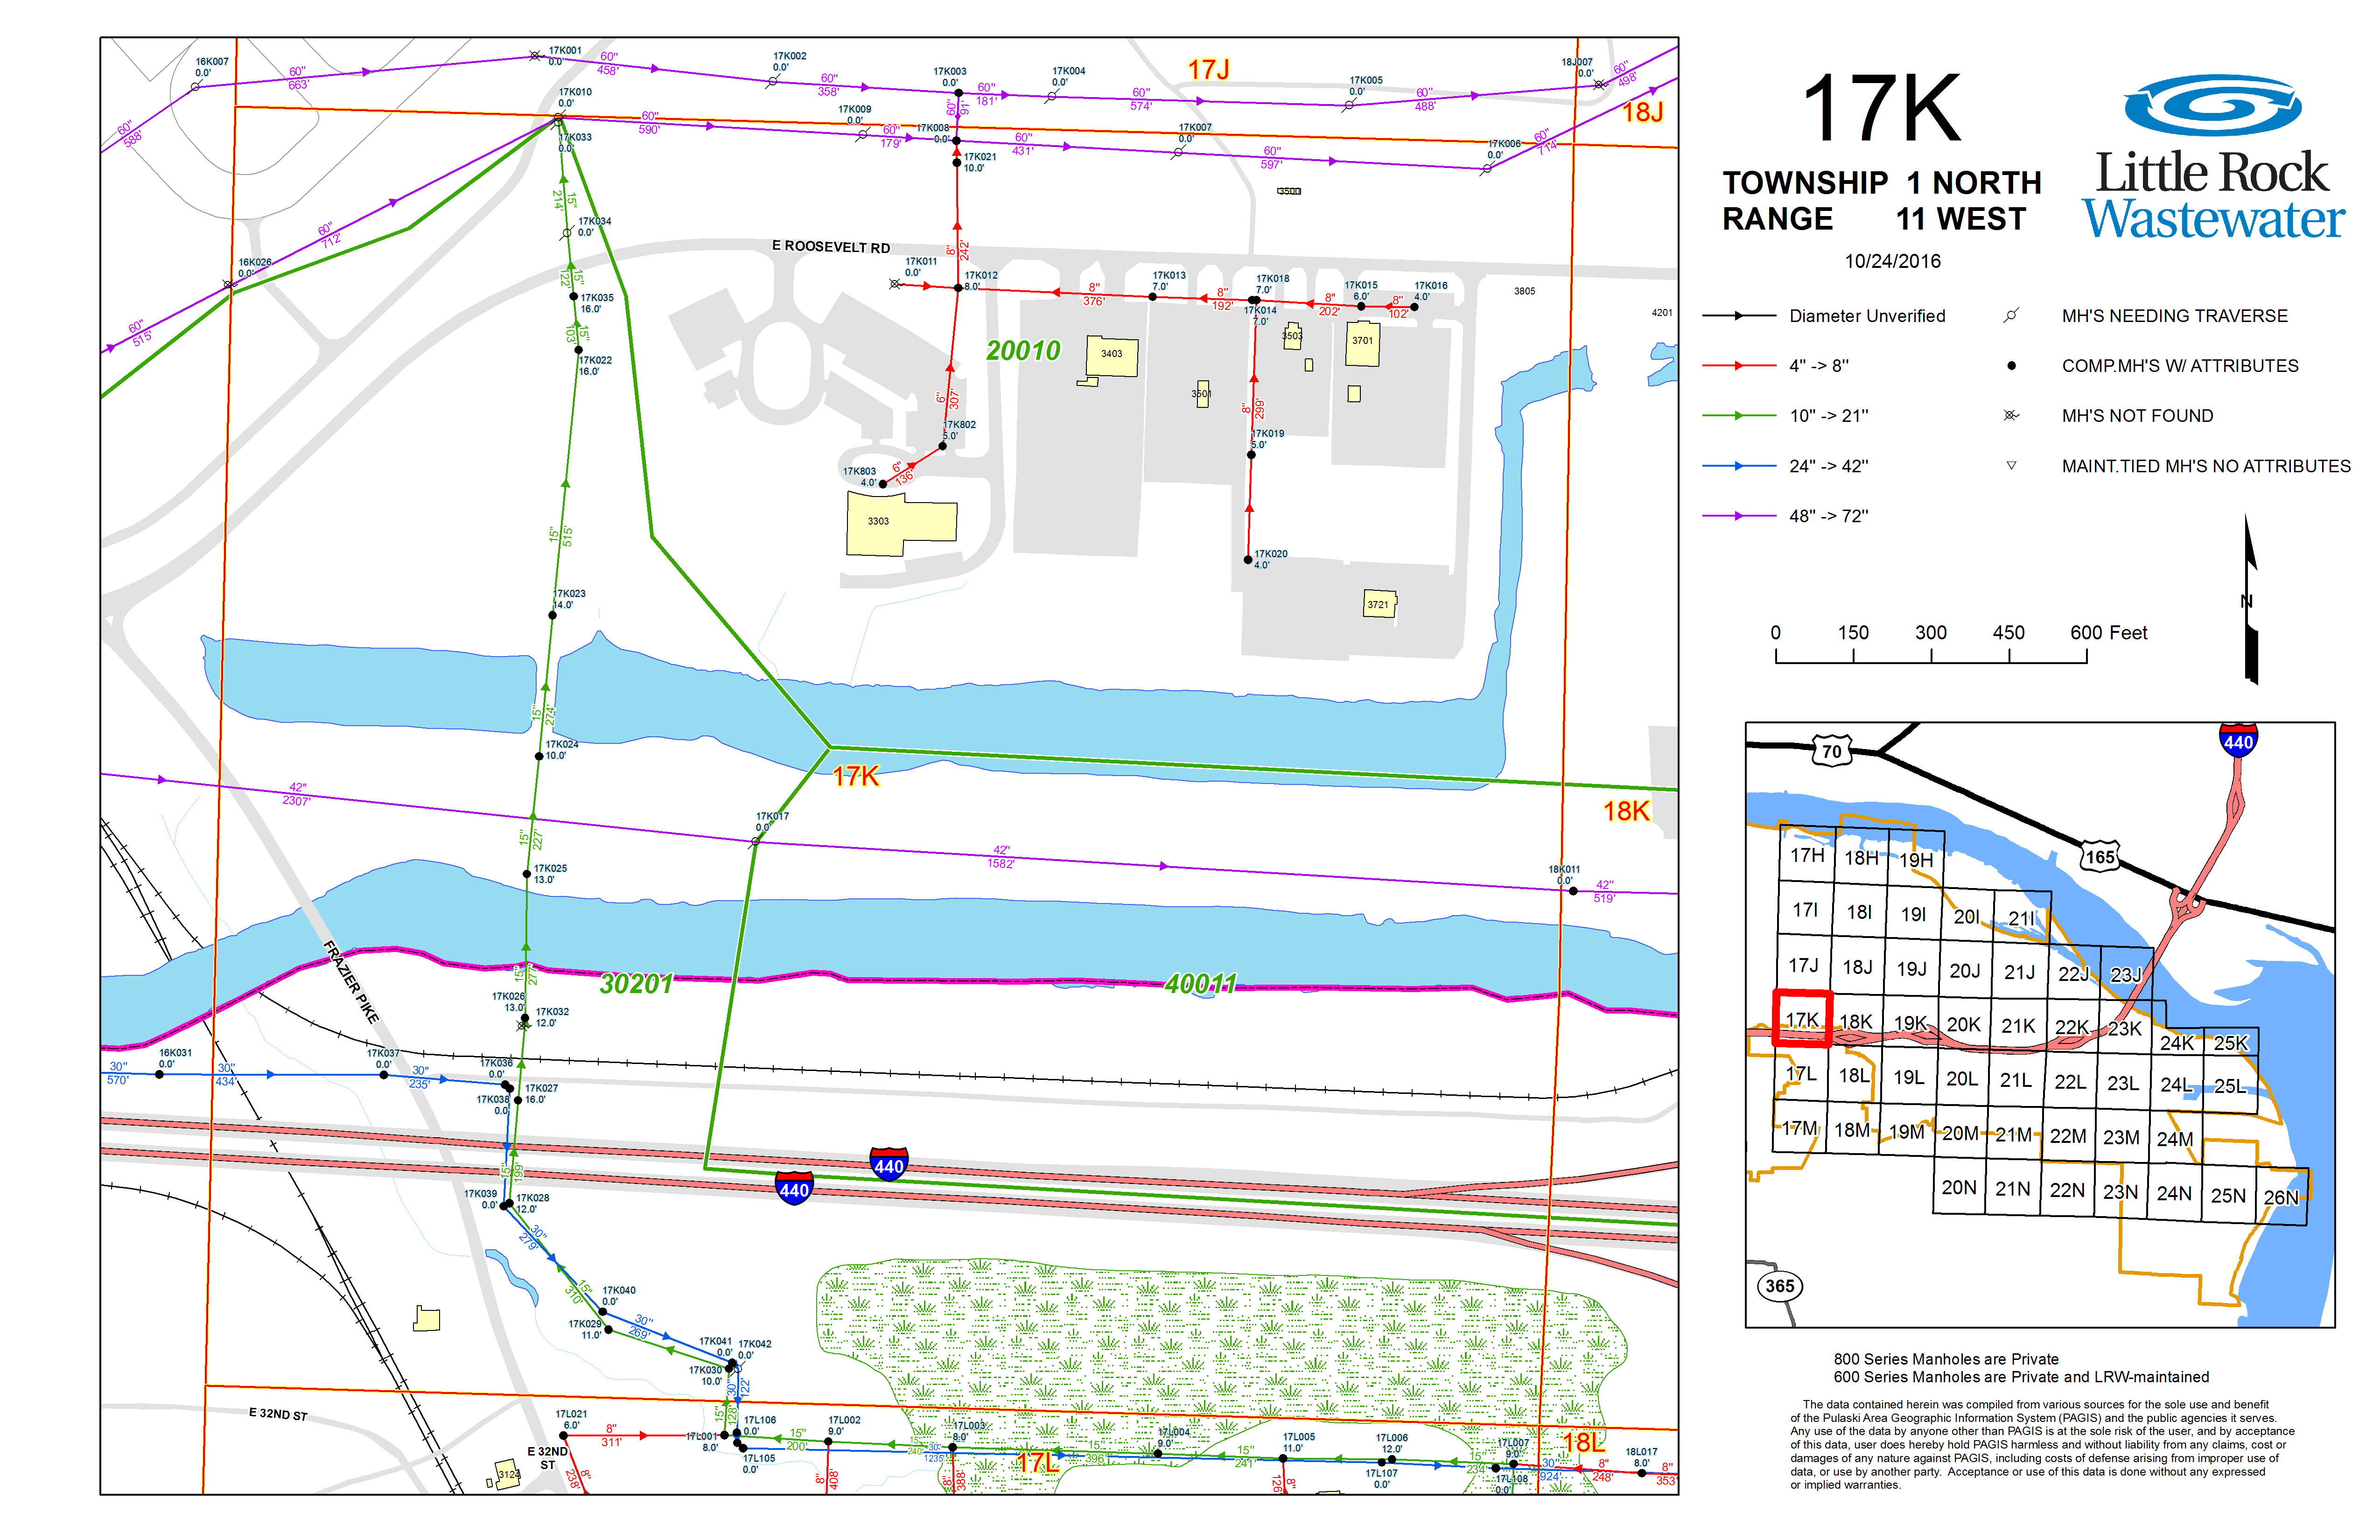 17K
TOWNSHIP 1 NORTH
RANGE 11 WEST
10/24/2016
Little Rock
Wastewater
Diameter Unverified
4" -> 8"
10" -> 21"
24" -> 42"
48" -> 72"
MH'S NEEDING TRAVERSE
COMP.MH'S W/ ATTRIBUTES
MH'S NOT FOUND
MAINT.TIED MH'S NO ATTRIBUTES
N
0 150 300 450 600 Feet
16K007
0.0'
17K001
0.0'
17K002
0.0'
17K003
0.0'
17K004
0.0'
17J
17K005
0.0'
18J007
0.0'
18J
60"
588'
60"
663'
60"
458'
60"
358'
60"
181'
60"
574'
60"
488'
60"
498'
60"
91'
17K010
0.0'
17K033
0.0'
17K009
0.0'
17K008
0.0'
17K007
0.0'
17K006
0.0'
60"
590'
60"
179'
60"
431'
60"
597'
60"
714'
17K021
10.0'
3500
15"
214'
17K034
0.0'
60"
712'
16K026
0.0'
60"
515'
E ROOSEVELT RD
8"
242'
15"
122'
17K035
16.0'
15"
103'
17K022
16.0'
17K011
0.0'
17K012
8.0'
8"
376'
17K013
7.0'
8"
192'
17K018
7.0'
17K014
7.0'
8"
202'
17K015
6.0'
8"
102'
17K016
4.0'
3805
4201
20010
3403
3501
3503
3701
6"
307'
17K802
5.0'
17K803
4.0'
6"
136'
3303
8"
299'
17K019
5.0'
17K020
4.0'
3721
15"
515'
17K023
14.0'
15"
274'
17K024
10.0'
17K
18K
42"
2307'
15"
227'
17K017
0.0'
42"
1582'
18K011
0.0'
42"
519'
17K025
13.0'
FRAZIER PIKE
15"
277'
30201
40011
17K026
13.0'
17K032
12.0'
30"
570'
16K031
0.0'
30"
434'
17K037
0.0'
30"
235'
17K036
0.0'
17K038
0.0'
17K027
16.0'
440
440
15"
199'
17K039
0.0'
17K028
12.0'
30"
279'
15"
310'
17K040
0.0'
17K029
11.0'
30"
269'
17K041
0.0'
17K042
0.0'
17K030
10.0'
30"
122'
15"
128'
E 32ND ST
E 32ND
ST
3124
17L021
6.0'
8"
311'
8"
238'
17L001
8.0'
17L106
0.0'
17L105
0.0'
15"
200'
17L002
9.0'
8"
408'
15"
240'
30"
1235'
17L003
8.0'
8"
388'
17L
15"
396'
17L004
9.0'
15"
241'
17L005
11.0'
8"
126'
17L006
12.0'
17L107
0.0'
15"
234'
17L007
9.0'
17L108
0.0'
18L
30"
924'
8"
248'
18L017
8.0'
8"
353'
70
440
165
365
17H 18H 19H
17I 18I 19I 20I 21I
17J 18J 19J 20J 21J 22J 23J
17K 18K 19K 20K 21K 22K 23K 24K 25K
17L 18L 19L 20L 21L 22L 23L 24L 25L
17M 18M 19M 20M 21M 22M 23M 24M
20N 21N 22N 23N 24N 25N 26N
800 Series Manholes are Private
600 Series Manholes are Private and LRW-maintained
The data contained herein was compiled from various sources for the sole use and benefit
of the Pulaski Area Geographic Information System (PAGIS) and the public agencies it serves.
Any use of the data by anyone other than PAGIS is at the sole risk of the user, and by acceptance
of this data, user does hereby hold PAGIS harmless and without liability from any claims, cost or
damages of any nature against PAGIS, including costs of defense arising from improper use of
data, or use by another party. Acceptance or use of this data is done without any expressed
or implied warranties.